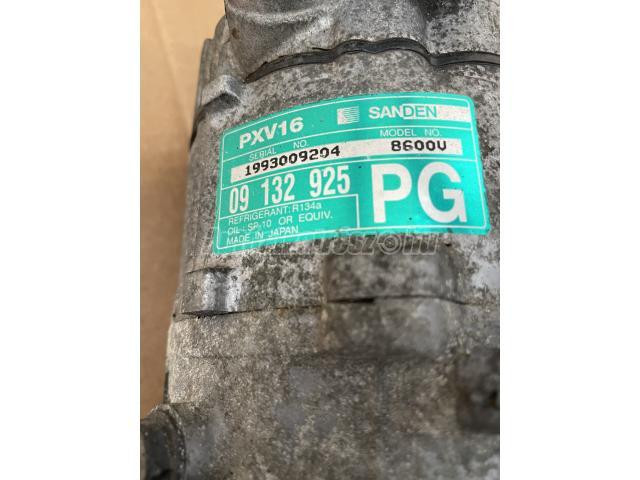 PXV16 SANDEN
SERIAL NO. MODEL NO.
1993009204 8600V
09 132 925 PG
REFRIGERANT: R134a
OIL: SP-10 OR EQUIV.
MADE IN JAPAN